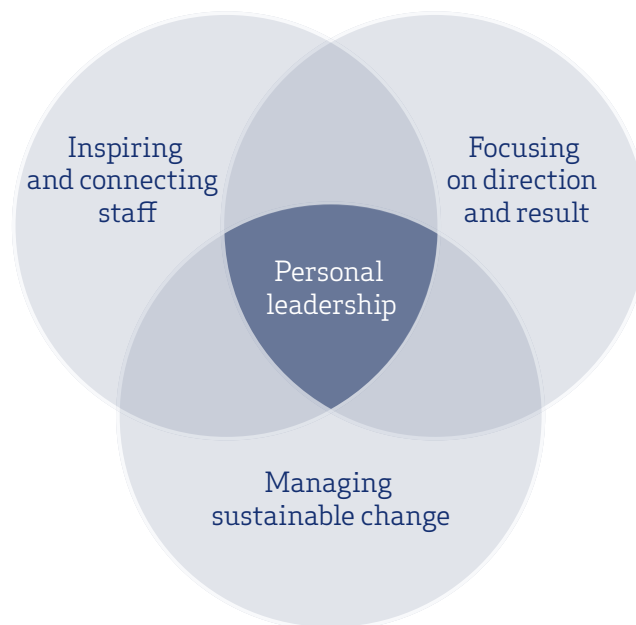 Inspiring
and connecting
staff
Focusing
on direction
and result
Personal
leadership
Managing
sustainable change